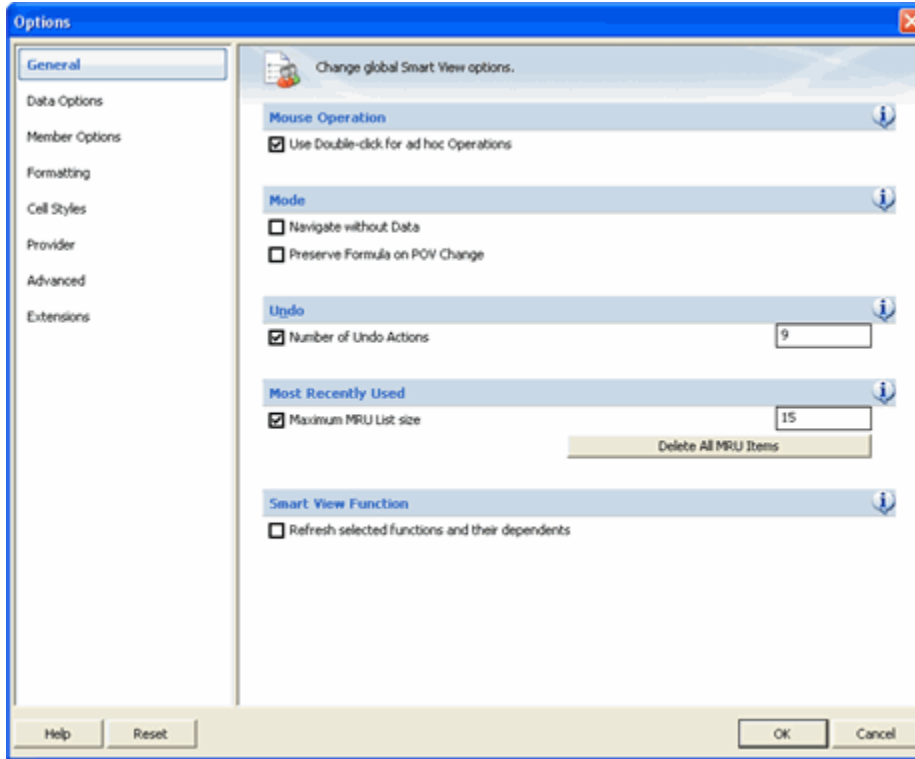 Options
General
Data Options
Member Options
Formatting
Cell Styles
Provider
Advanced
Extensions
Change global Smart View options.
Mouse Operation
Use Double-click for ad hoc Operations
Mode
Navigate without Data
Preserve Formula on POV Change
Undo
Number of Undo Actions
9
Most Recently Used
Maximum MRU List size
15
Delete All MRU Items
Smart View Function
Refresh selected functions and their dependents
Help
Reset
OK
Cancel